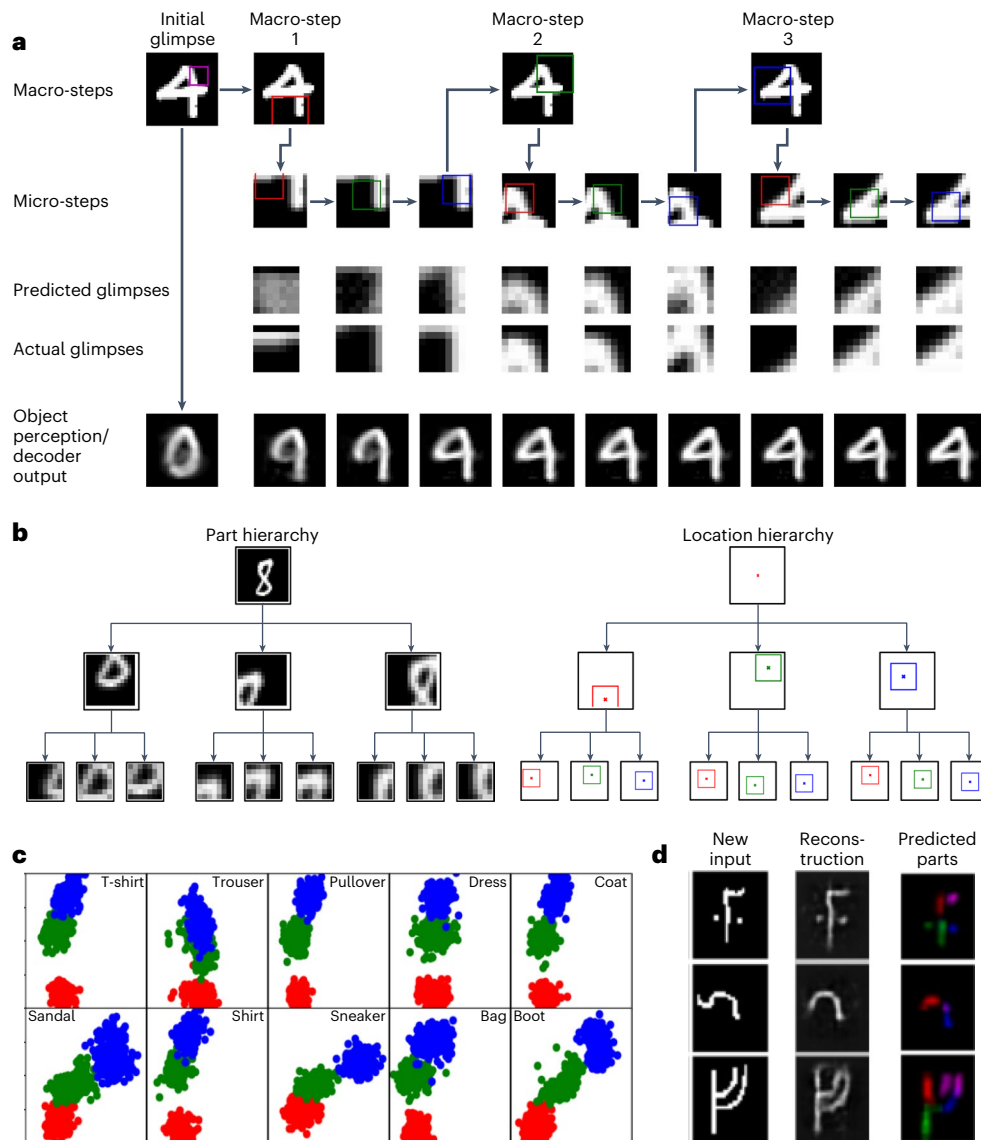 a
Initial glimpse
Macro-step 1
Macro-step 2
Macro-step 3
Macro-steps
Micro-steps
Predicted glimpses
Actual glimpses
Object perception/
decoder
output
b
Part hierarchy
Location hierarchy
c
T-shirt
Trouser
Pullover
Dress
Coat
Sandal
Shirt
Sneaker
Bag
Boot
d
New input
Recons-truction
Predicted parts